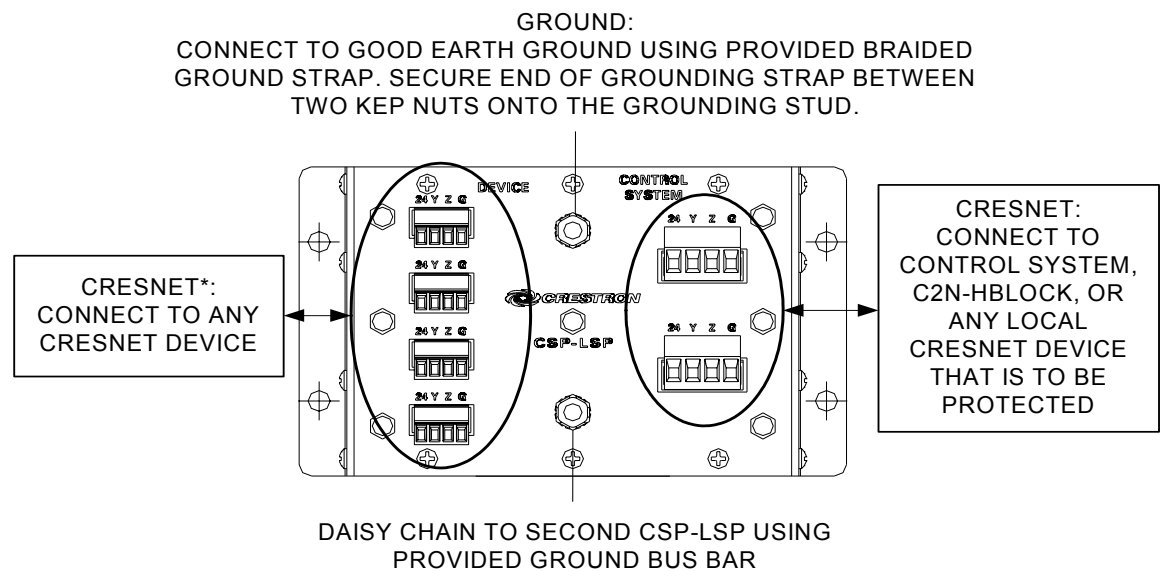 GROUND:
CONNECT TO GOOD EARTH GROUND USING PROVIDED BRAIDED
GROUND STRAP. SECURE END OF GROUNDING STRAP BETWEEN
TWO KEP NUTS ONTO THE GROUNDING STUD.
DEVICE
CONTROL
SYSTEM
24 Y Z G
24 Y Z G
24 Y Z G
24 Y Z G
24 Y Z G
24 Y Z G
CRESTRON
CSP-LSP
CRESNET*:
CONNECT TO ANY
CRESNET DEVICE
CRESNET:
CONNECT TO
CONTROL SYSTEM,
C2N-HBLOCK, OR
ANY LOCAL
CRESNET DEVICE
THAT IS TO BE
PROTECTED
DAISY CHAIN TO SECOND CSP-LSP USING
PROVIDED GROUND BUS BAR